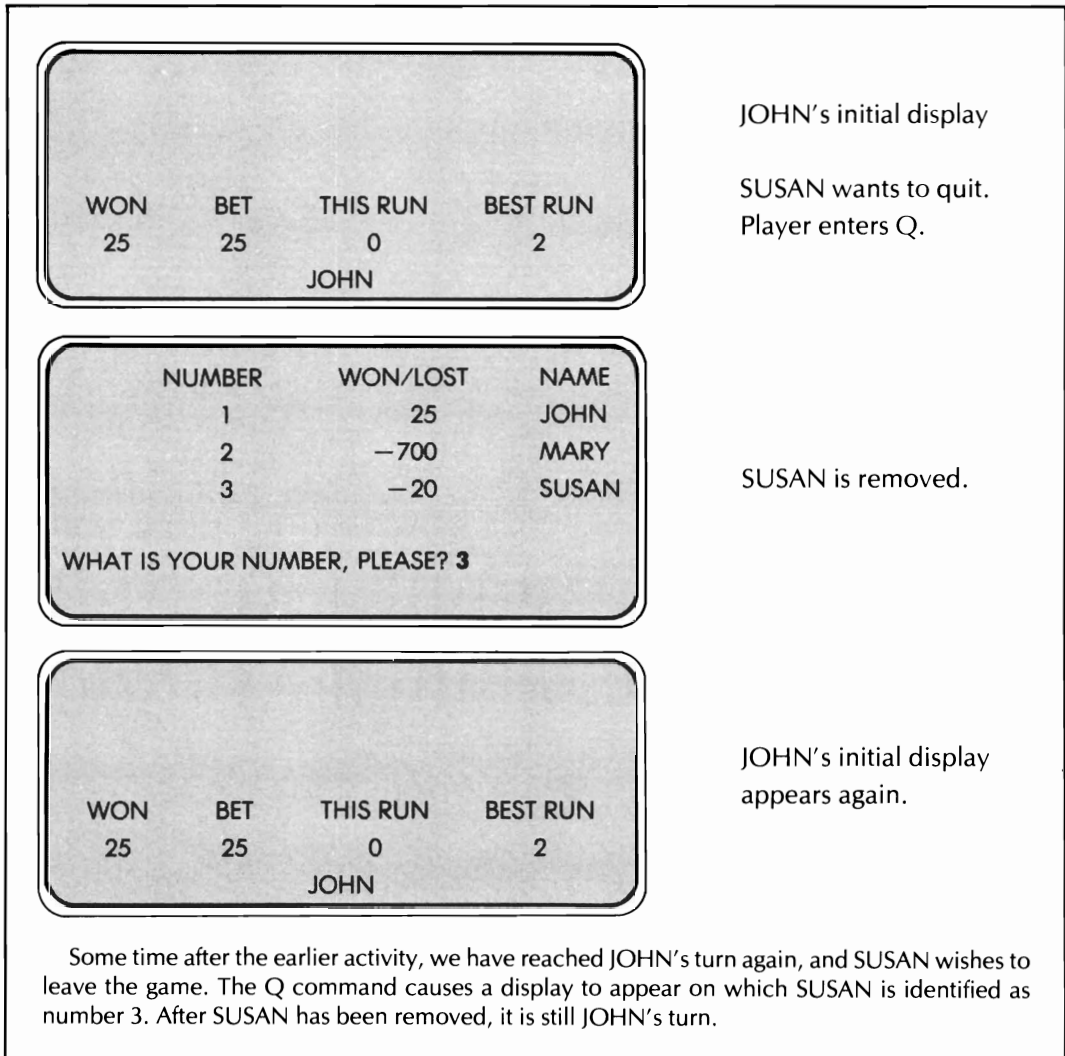 WON BET THIS RUN BEST RUN
25 25 0 2
JOHN
JOHN's initial display
SUSAN wants to quit.
Player enters Q.
NUMBER WON/LOST NAME
1 25 JOHN
2 −700 MARY
3 −20 SUSAN
WHAT IS YOUR NUMBER, PLEASE? 3
SUSAN is removed.
WON BET THIS RUN BEST RUN
25 25 0 2
JOHN
JOHN's initial display
appears again.
Some time after the earlier activity, we have reached JOHN's turn again, and SUSAN wishes to
leave the game. The Q command causes a display to appear on which SUSAN is identified as
number 3. After SUSAN has been removed, it is still JOHN's turn.